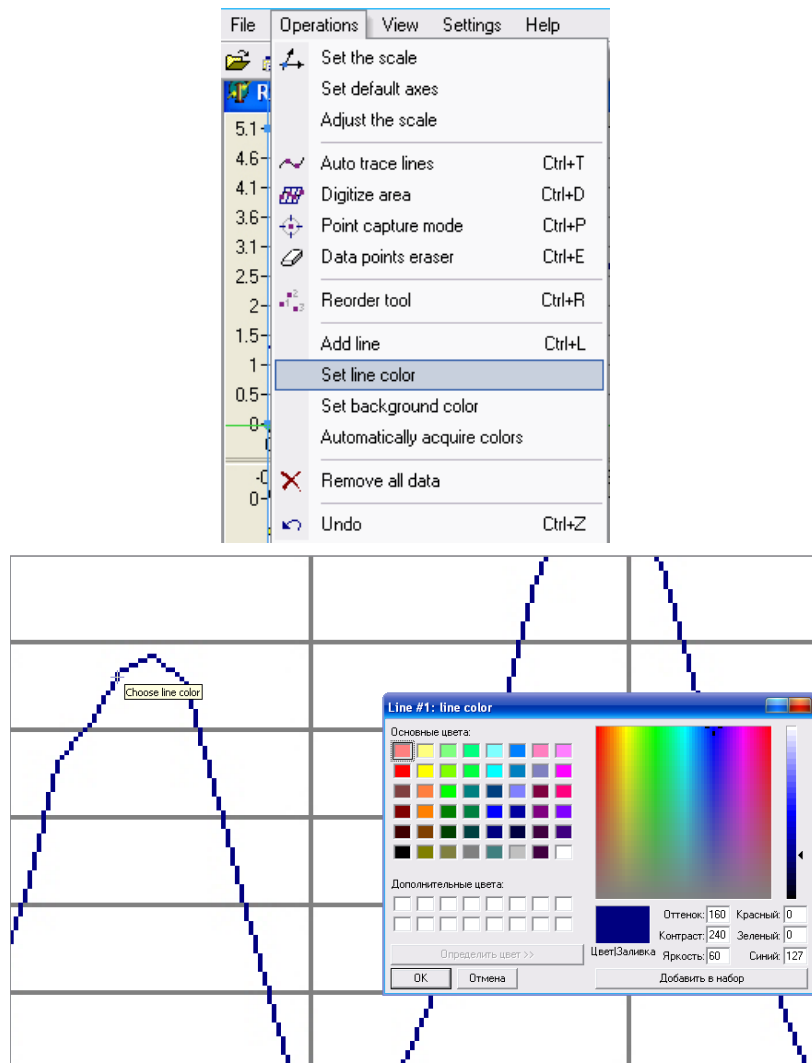 File Operations View Settings Help
Set the scale
Set default axes
Adjust the scale
Auto trace lines Ctrl+T
Digitize area Ctrl+D
Point capture mode Ctrl+P
Data points eraser Ctrl+E
Reorder tool Ctrl+R
Add line Ctrl+L
Set line color
Set background color
Automatically acquire colors
Remove all data
Undo Ctrl+Z
5.1
4.6
4.1
3.6
3.1
2.5
2
1.5
1
0.5
0
0
Choose line color
Line #1: line color
Основные цвета:
Дополнительные цвета:
Определить цвет >>
OK Отмена
Цвет|Заливка
Оттенок: 160 Красный: 0
Контраст: 240 Зеленый: 0
Яркость: 60 Синий: 127
Добавить в набор